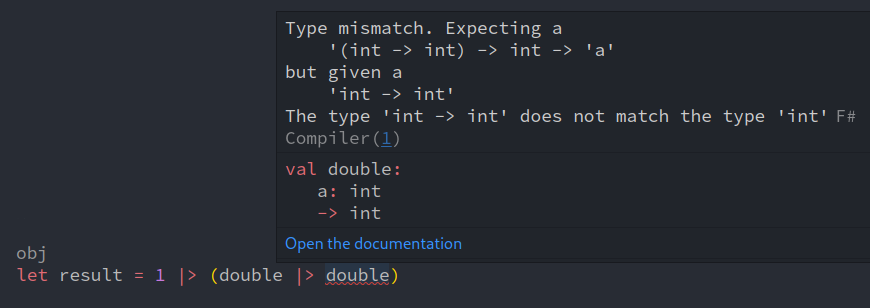 Type mismatch. Expecting a
    '(int -> int) -> int -> 'a'
but given a
    'int -> int'
The type 'int -> int' does not match the type 'int' F#
Compiler(1)
val double:
   a: int
   -> int
Open the documentation
obj
let result = 1 |> (double |> double)